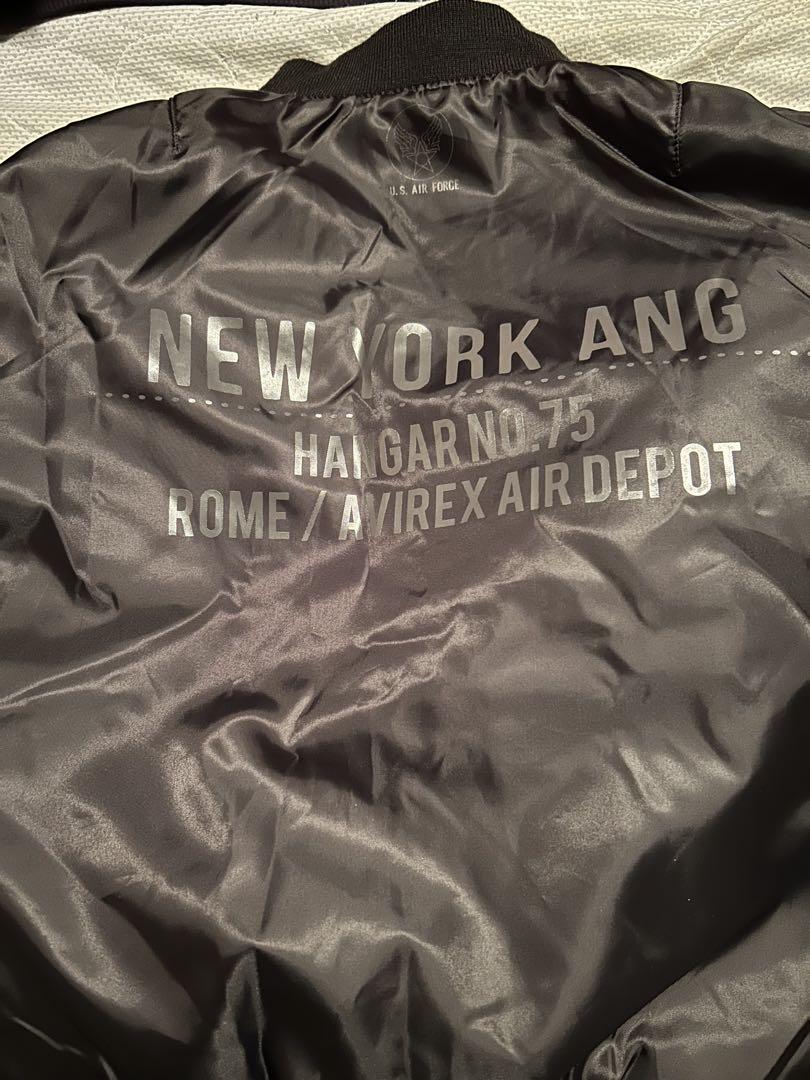 U.S. AIR FORCE
NEW YORK ANG
HANGAR NO.75
ROME / AVIREX AIR DEPOT